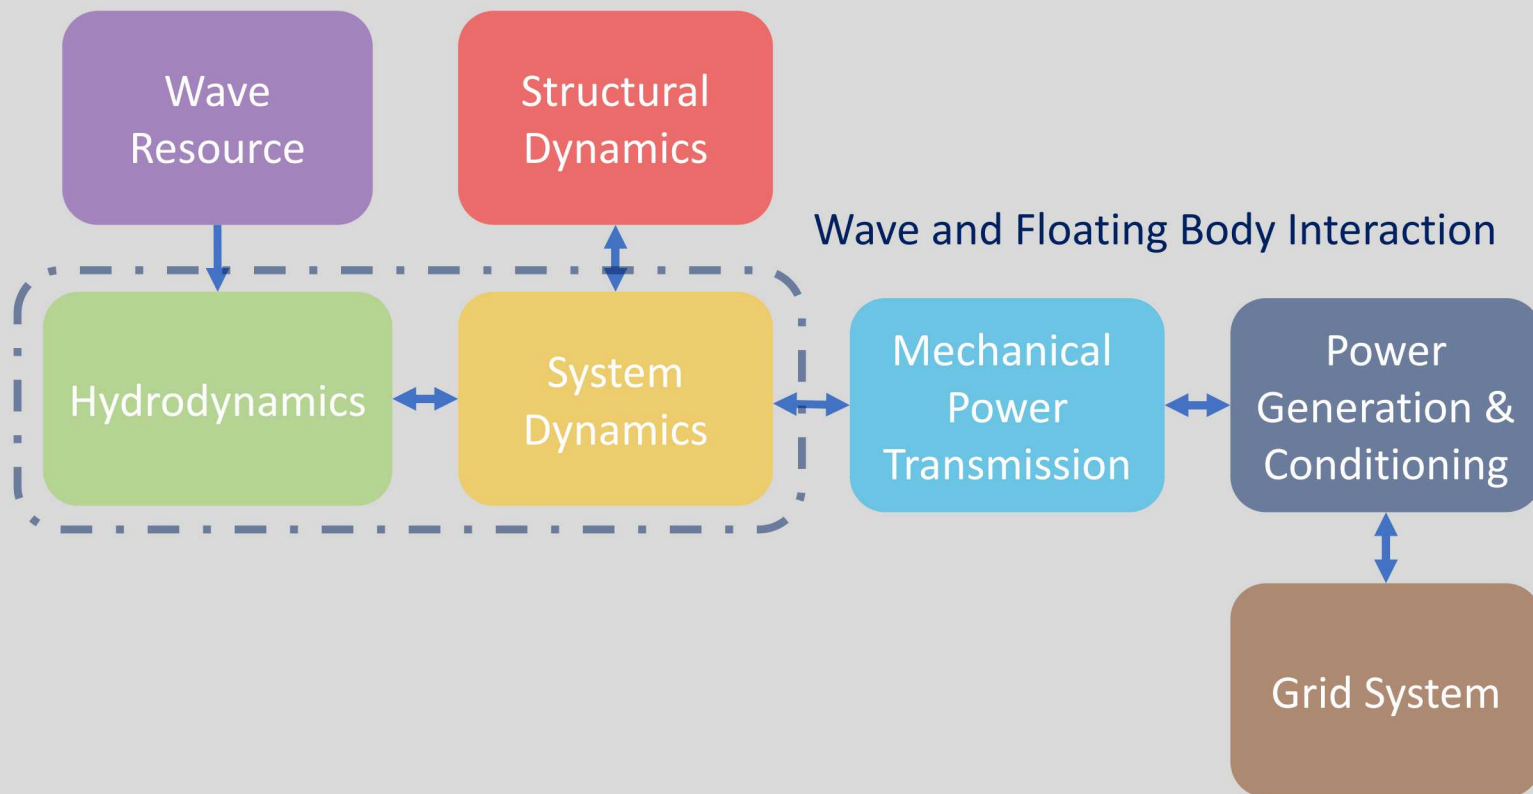 Wave
Resource
Structural
Dynamics
Wave and Floating Body Interaction
Hydrodynamics
System
Dynamics
Mechanical
Power
Transmission
Power
Generation &
Conditioning
Grid System